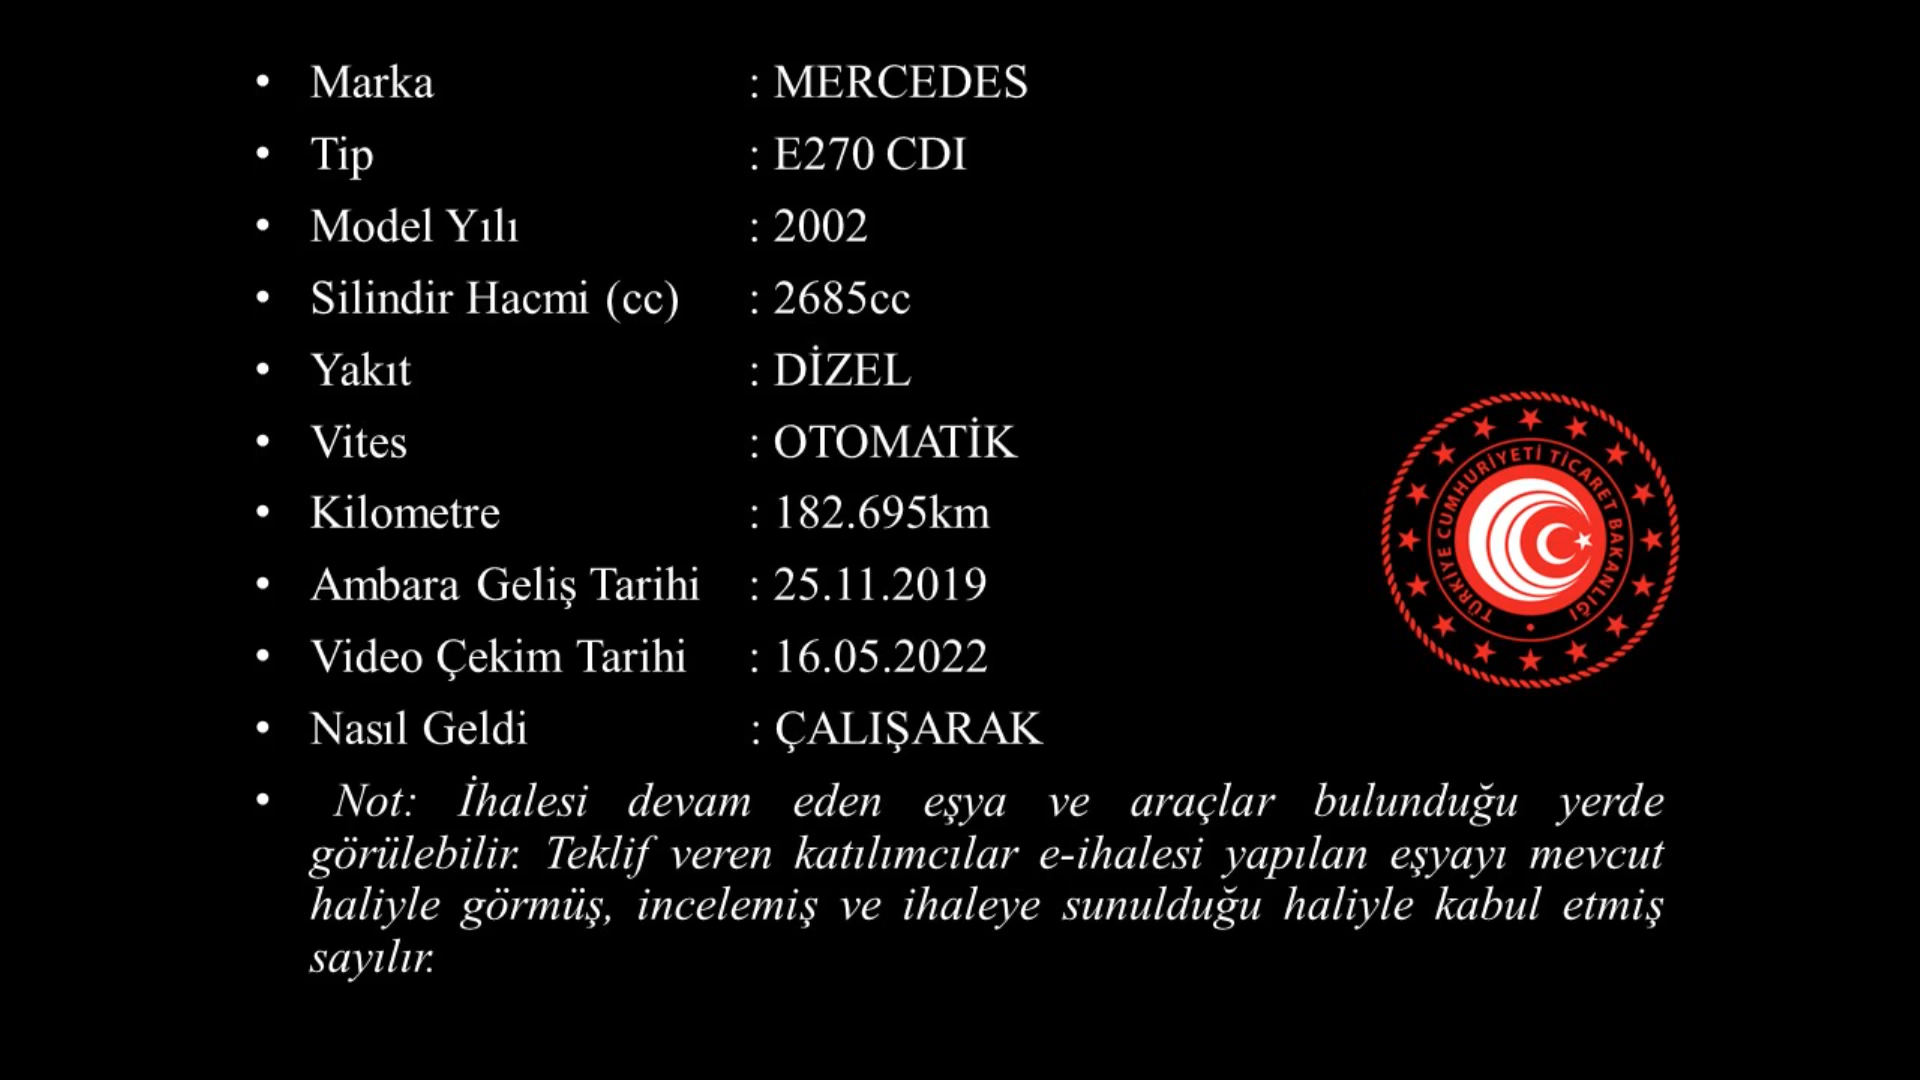 • Marka : MERCEDES
• Tip : E270 CDI
• Model Yılı : 2002
• Silindir Hacmi (cc) : 2685cc
• Yakıt : DİZEL
• Vites : OTOMATİK
• Kilometre : 182.695km
• Ambara Geliş Tarihi : 25.11.2019
• Video Çekim Tarihi : 16.05.2022
• Nasıl Geldi : ÇALIŞARAK
• Not: İhalesi devam eden eşya ve araçlar bulunduğu yerde
görülebilir. Teklif veren katılımcılar e-ihalesi yapılan eşyayı mevcut
haliyle görmüş, incelemiş ve ihaleye sunulduğu haliyle kabul etmiş
sayılır.
TÜRKİYE CUMHURİYETİ TİCARET BAKANLIĞI